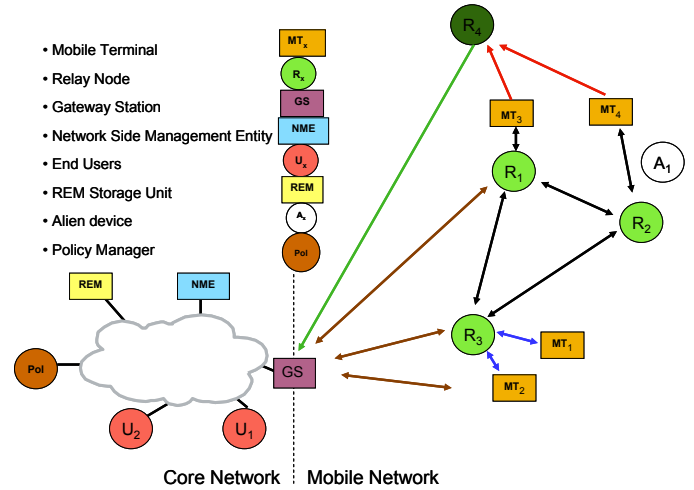 • Mobile Terminal
MTx
• Relay Node
Rx
• Gateway Station
GS
• Network Side Management Entity
NME
• End Users
Ux
• REM Storage Unit
REM
• Alien device
Ax
• Policy Manager
Pol
R4
MT3
MT4
R1
A1
R2
R3
MT1
MT2
REM
NME
Pol
GS
U2
U1
Core Network
Mobile Network